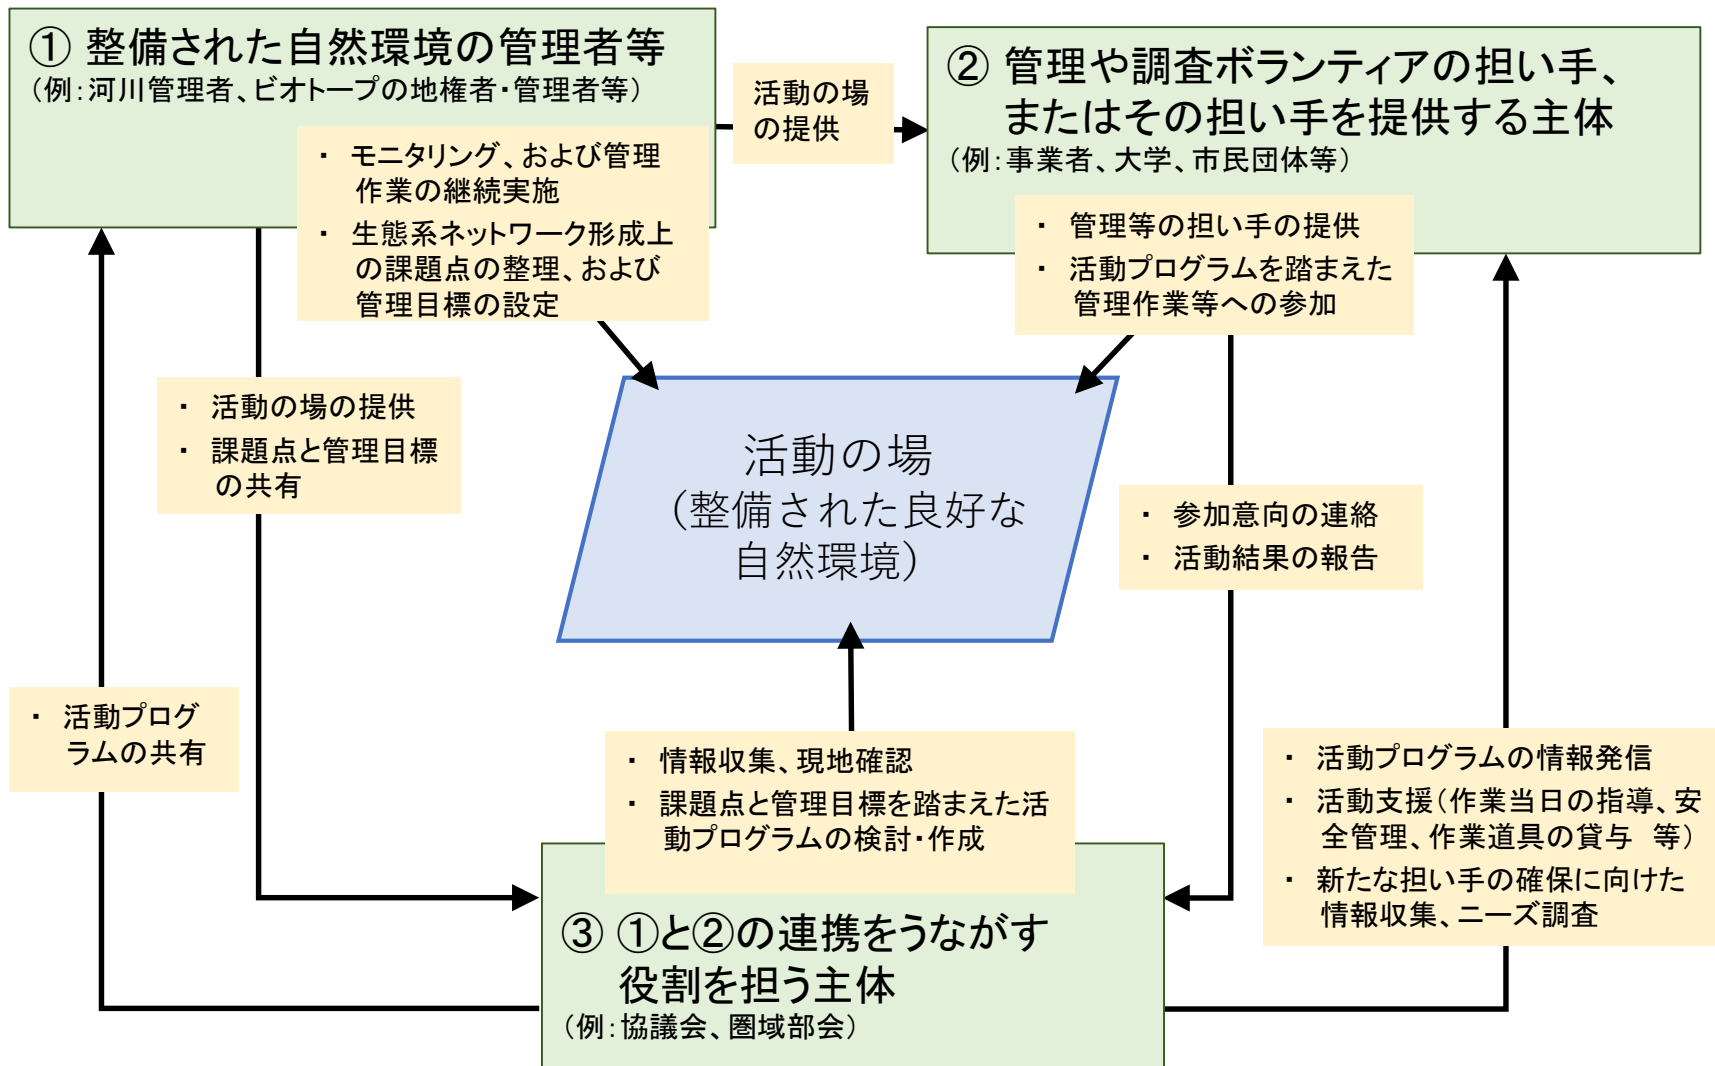 ① 整備された自然環境の管理者等
（例：河川管理者、ビオトープの地権者・管理者等）
活動の場
の提供
② 管理や調査ボランティアの担い手、
またはその担い手を提供する主体
（例：事業者、大学、市民団体等）
・ モニタリング、および管理
作業の継続実施
・ 生態系ネットワーク形成上
の課題点の整理、および
管理目標の設定
・ 管理等の担い手の提供
・ 活動プログラムを踏まえた
管理作業等への参加
・ 活動の場の提供
・ 課題点と管理目標
の共有
活動の場
（整備された良好な
自然環境）
・ 参加意向の連絡
・ 活動結果の報告
・ 活動プログ
ラムの共有
・ 情報収集、現地確認
・ 課題点と管理目標を踏まえた活
動プログラムの検討・作成
・ 活動プログラムの情報発信
・ 活動支援（作業当日の指導、安
全管理、作業道具の貸与 等）
・ 新たな担い手の確保に向けた
情報収集、ニーズ調査
③ ①と②の連携をうながす
役割を担う主体
（例：協議会、圏域部会）